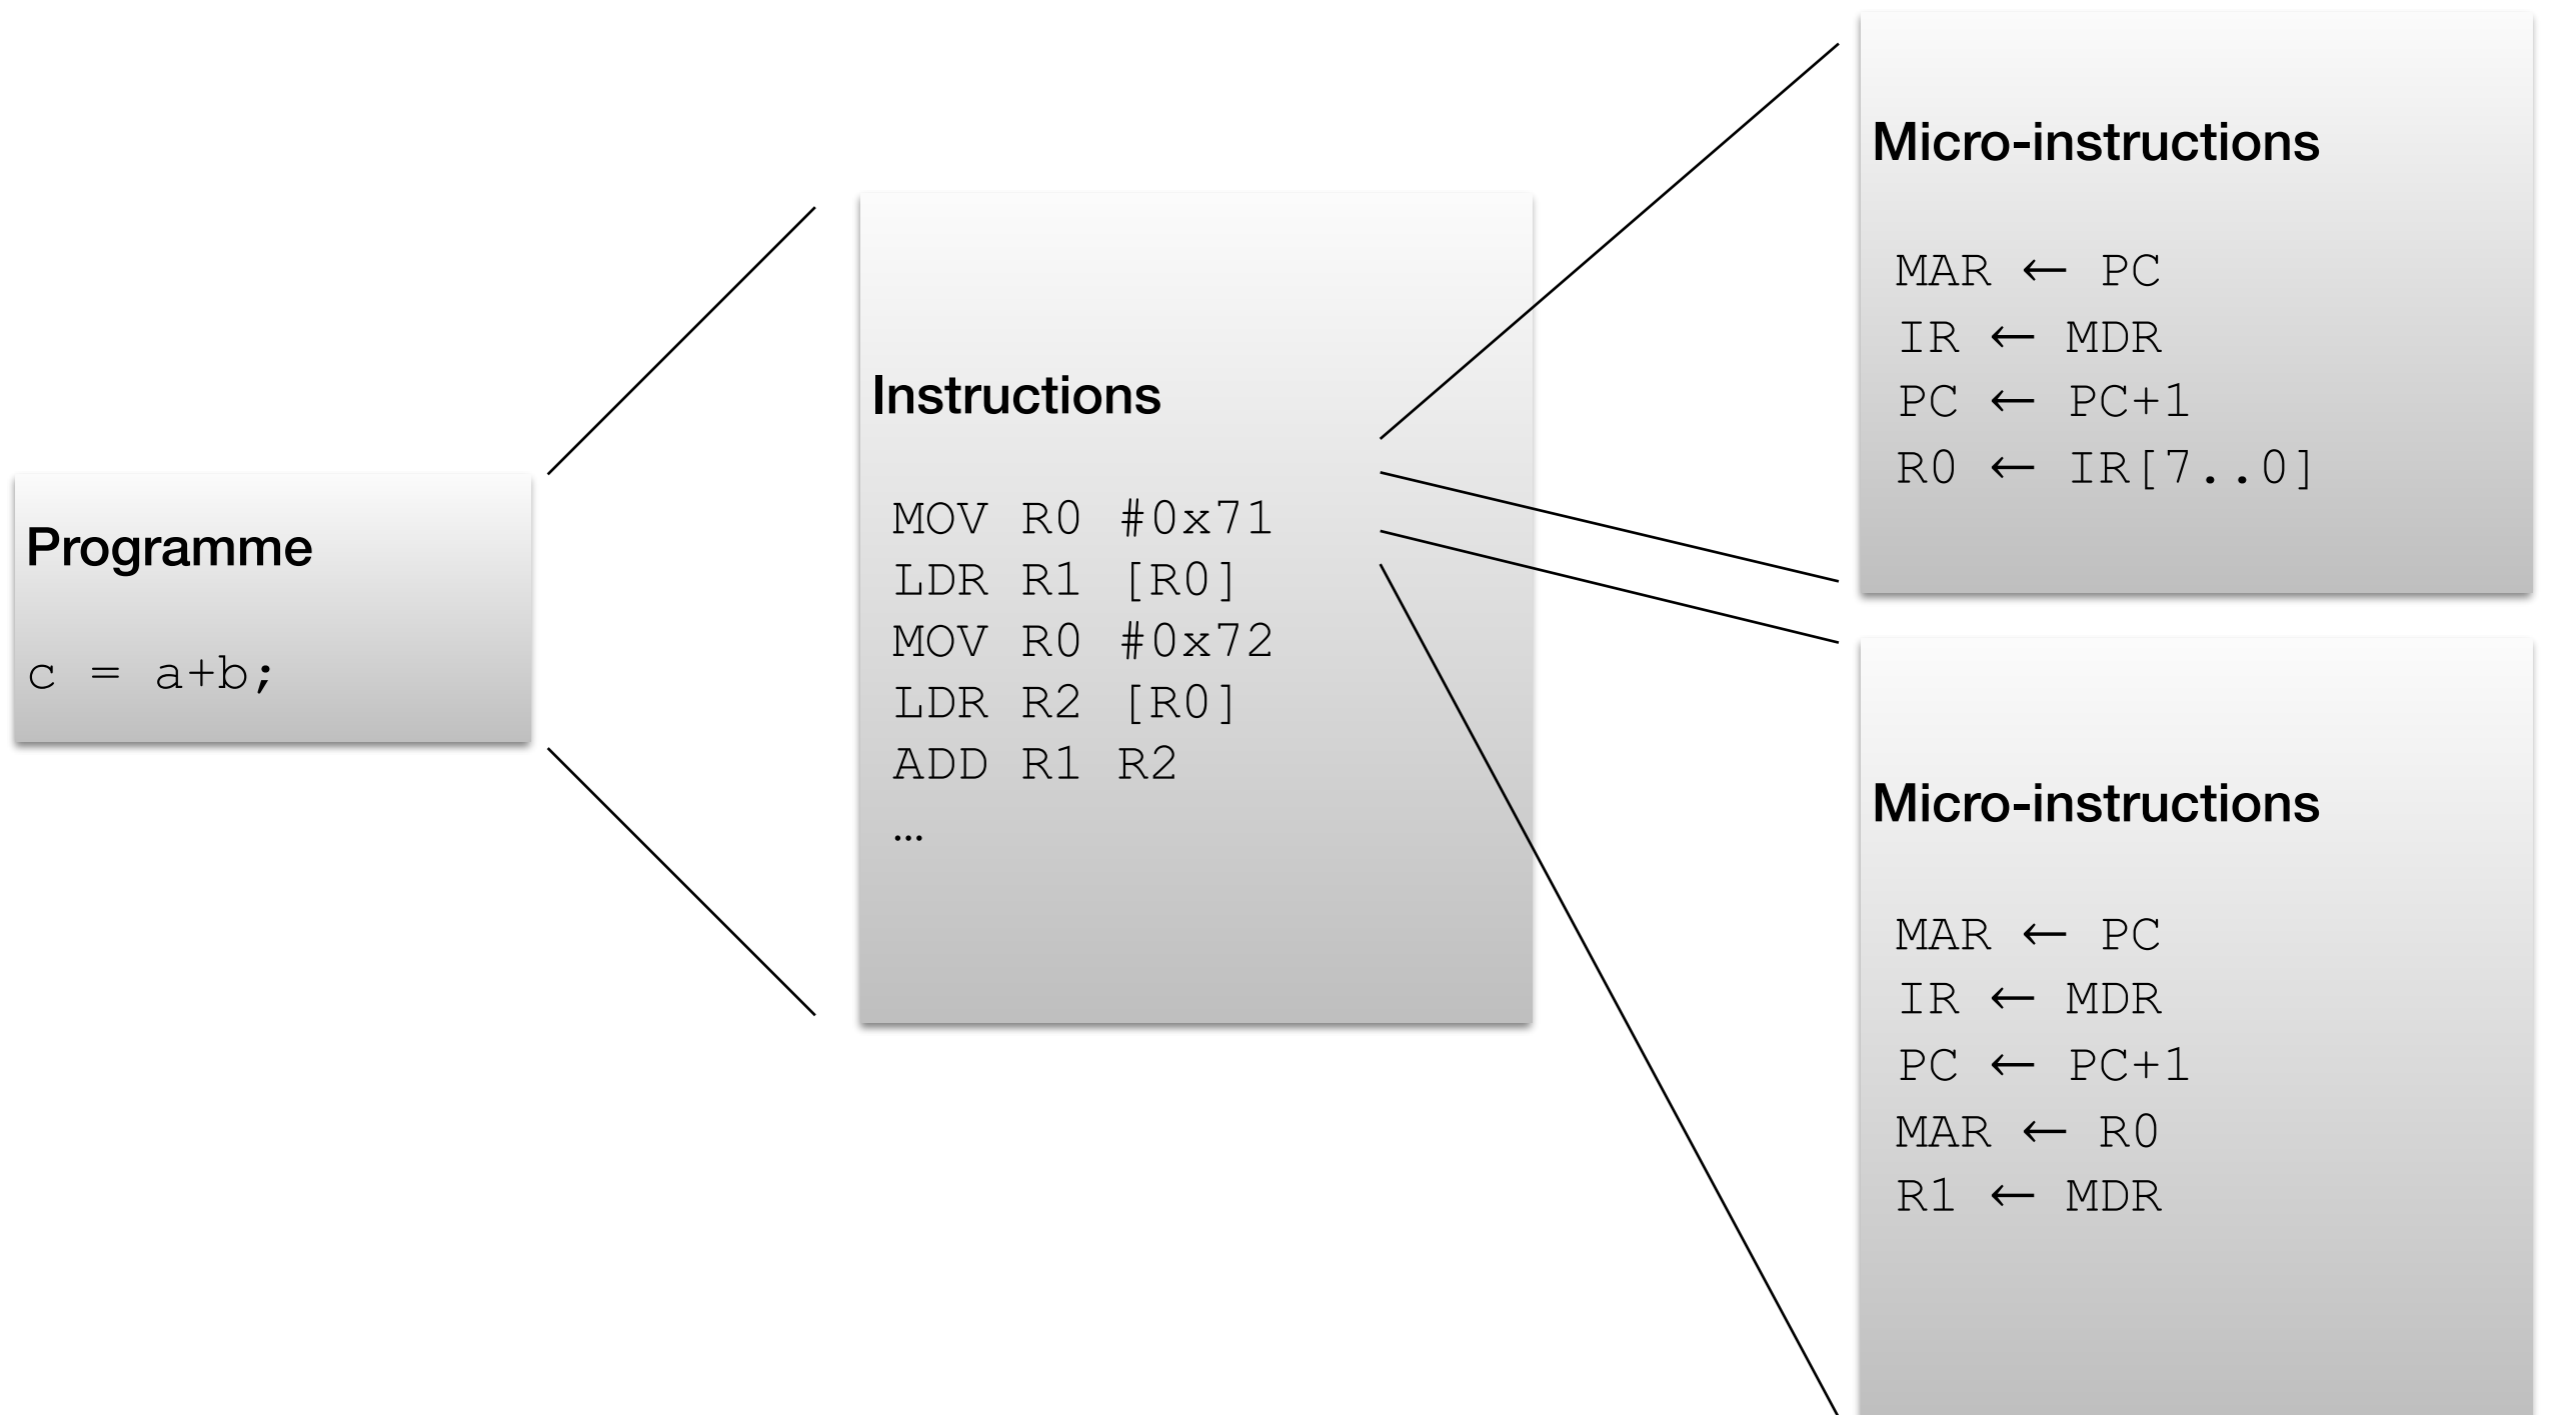 Programme
c = a+b;
Instructions
MOV R0 #0x71
LDR R1 [R0]
MOV R0 #0x72
LDR R2 [R0]
ADD R1 R2
…
Micro-instructions
MAR ← PC
IR ← MDR
PC ← PC+1
R0 ← IR[7..0]
Micro-instructions
MAR ← PC
IR ← MDR
PC ← PC+1
MAR ← R0
R1 ← MDR